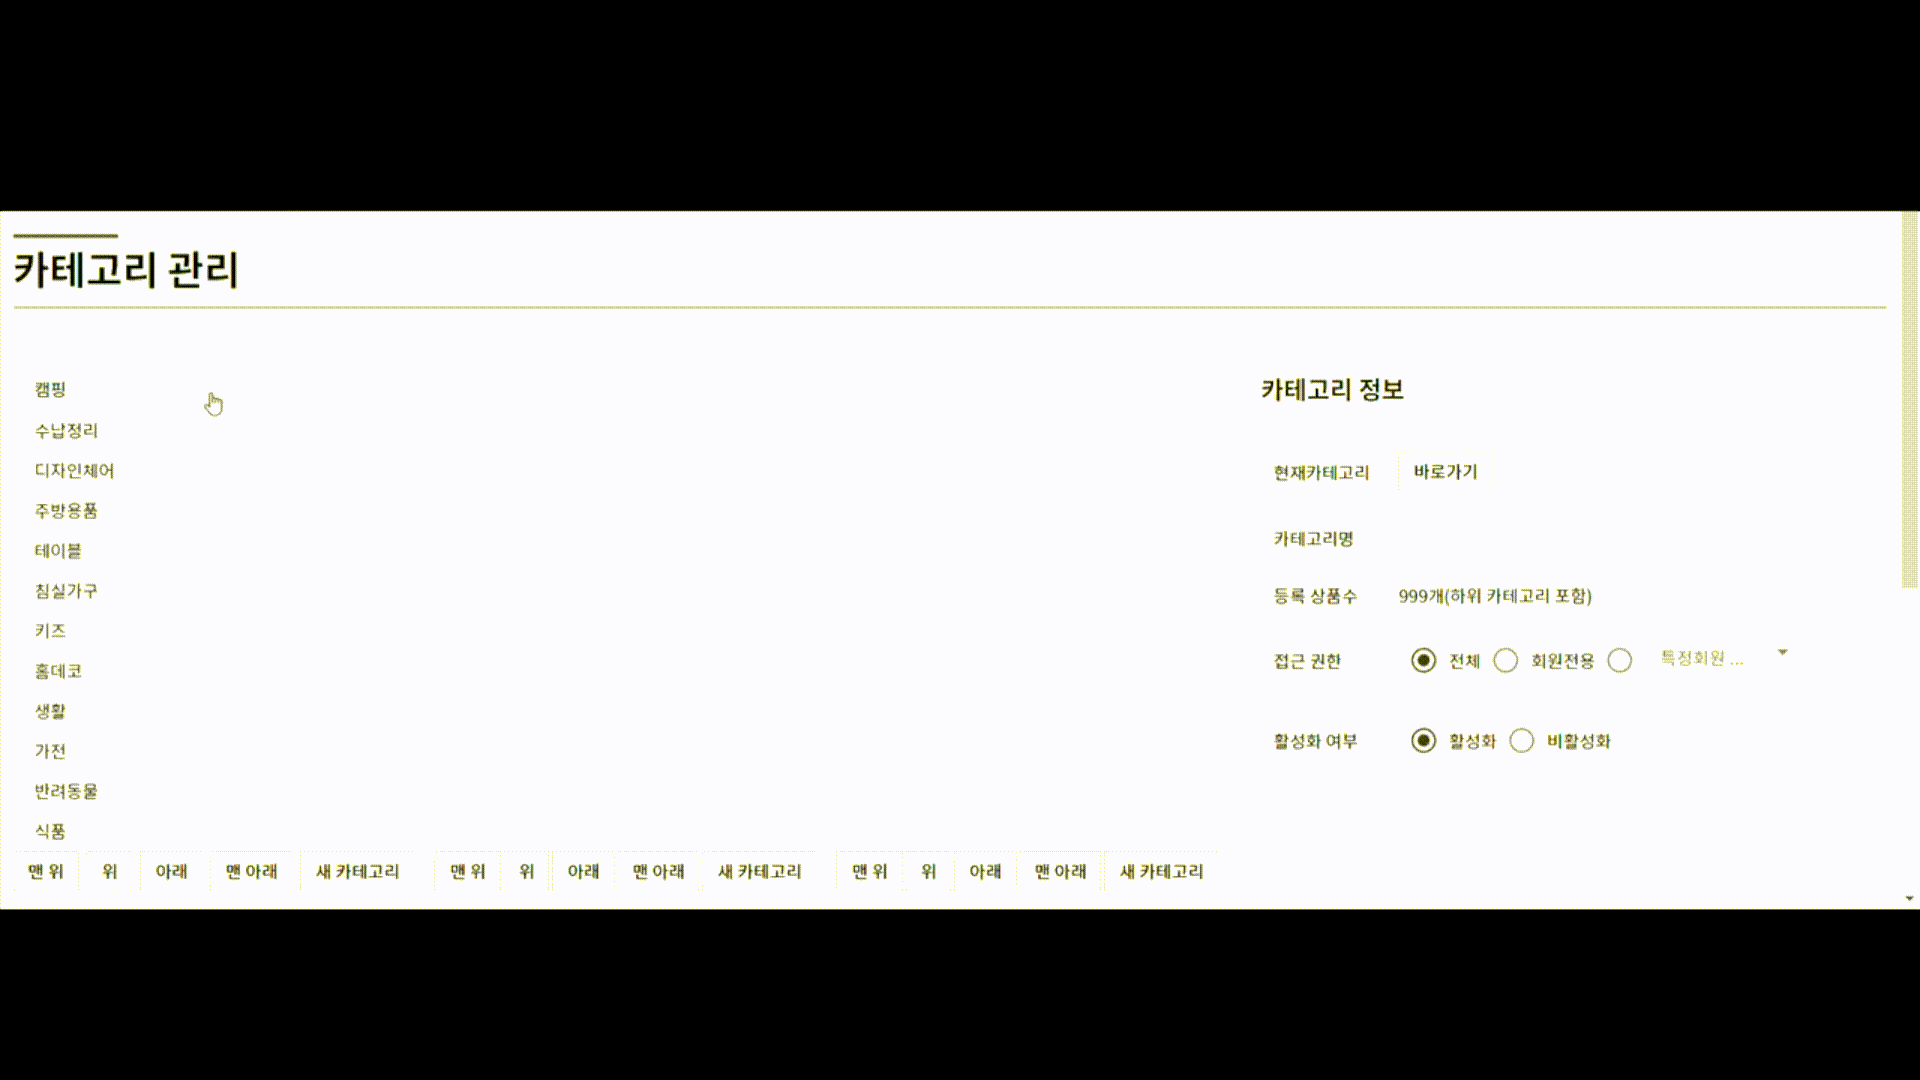 카테고리 관리
캠핑
수납정리
디자인체어
주방용품
테이블
침실가구
키즈
홈데코
생활
가전
반려동물
식품
맨 위 위 아래 맨 아래 새 카테고리 맨 위 위 아래 맨 아래 새 카테고리 맨 위 위 아래 맨 아래 새 카테고리
카테고리 정보
현재카테고리 바로가기
카테고리명
등록 상품수 999개(하위 카테고리 포함)
접근 권한 전체 회원전용 특정회원 ...
활성화 여부 활성화 비활성화